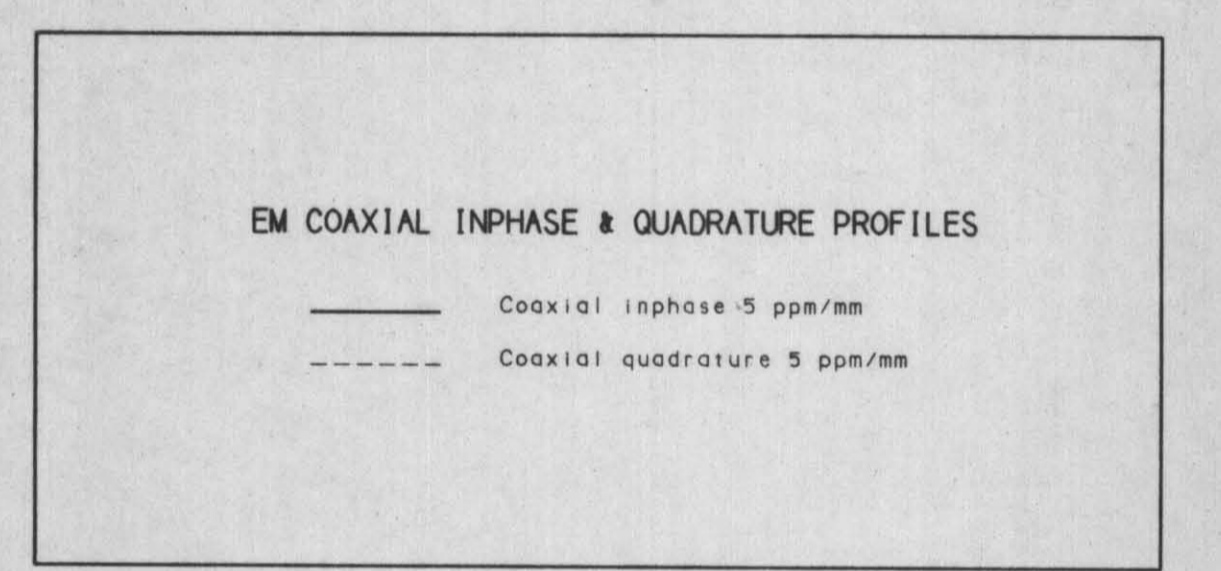 EM COAXIAL INPHASE & QUADRATURE PROFILES
Coaxial inphase 5 ppm/mm
Coaxial quadrature 5 ppm/mm